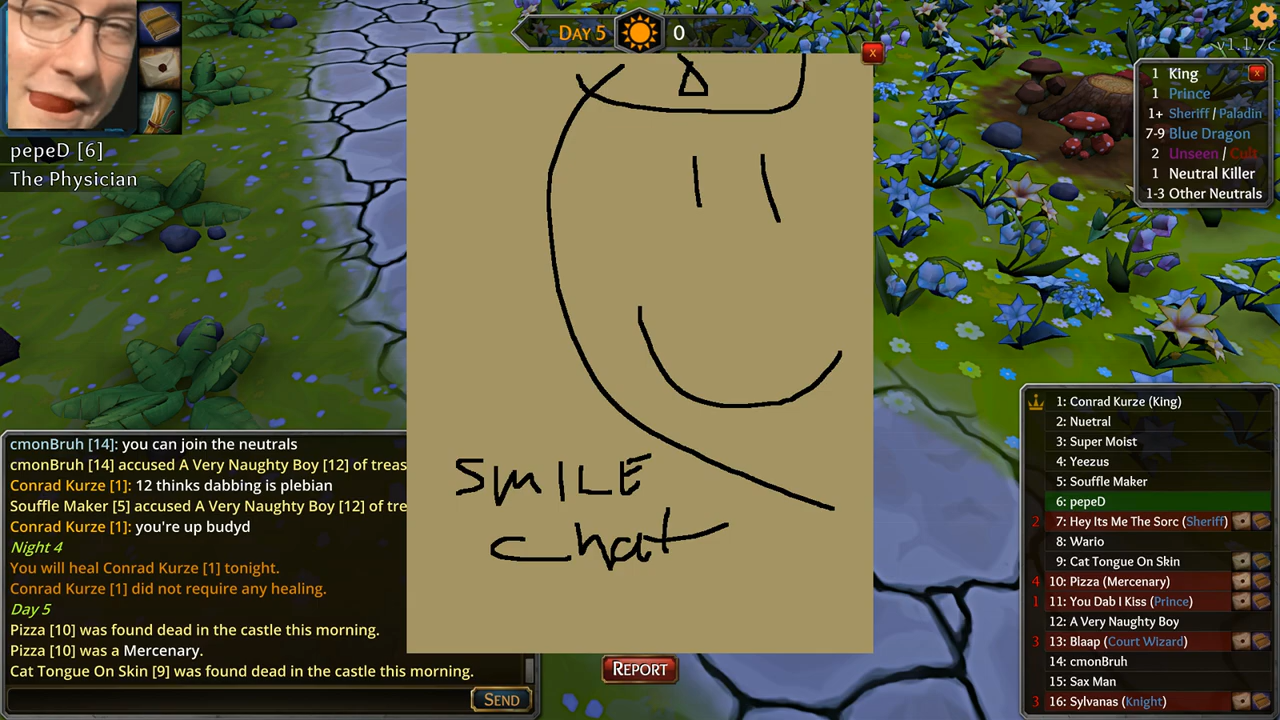 DAY 5
0
x
v1.1.7c
1 King
x
1 Prince
1+ Sheriff / Paladin
7-9 Blue Dragon
2 Unseen / Cult
1 Neutral Killer
1-3 Other Neutrals
pepeD [6]
The Physician
SMILE
chat
cmonBruh [14]: you can join the neutrals
cmonBruh [14] accused A Very Naughty Boy [12] of treas
Conrad Kurze [1]: 12 thinks dabbing is plebian
Souffle Maker [5] accused A Very Naughty Boy [12] of tre
Conrad Kurze [1]: you're up budyd
Night 4
You will heal Conrad Kurze [1] tonight.
Conrad Kurze [1] did not require any healing.
Day 5
Pizza [10] was found dead in the castle this morning.
Pizza [10] was a Mercenary.
Cat Tongue On Skin [9] was found dead in the castle this morning.
SEND
REPORT
1: Conrad Kurze (King)
2: Nuetral
3: Super Moist
4: Yeezus
5: Souffle Maker
6: pepeD
2 7: Hey Its Me The Sorc (Sheriff)
8: Wario
9: Cat Tongue On Skin
4 10: Pizza (Mercenary)
1 11: You Dab I Kiss (Prince)
12: A Very Naughty Boy
3 13: Blaap (Court Wizard)
14: cmonBruh
15: Sax Man
3 16: Sylvanas (Knight)